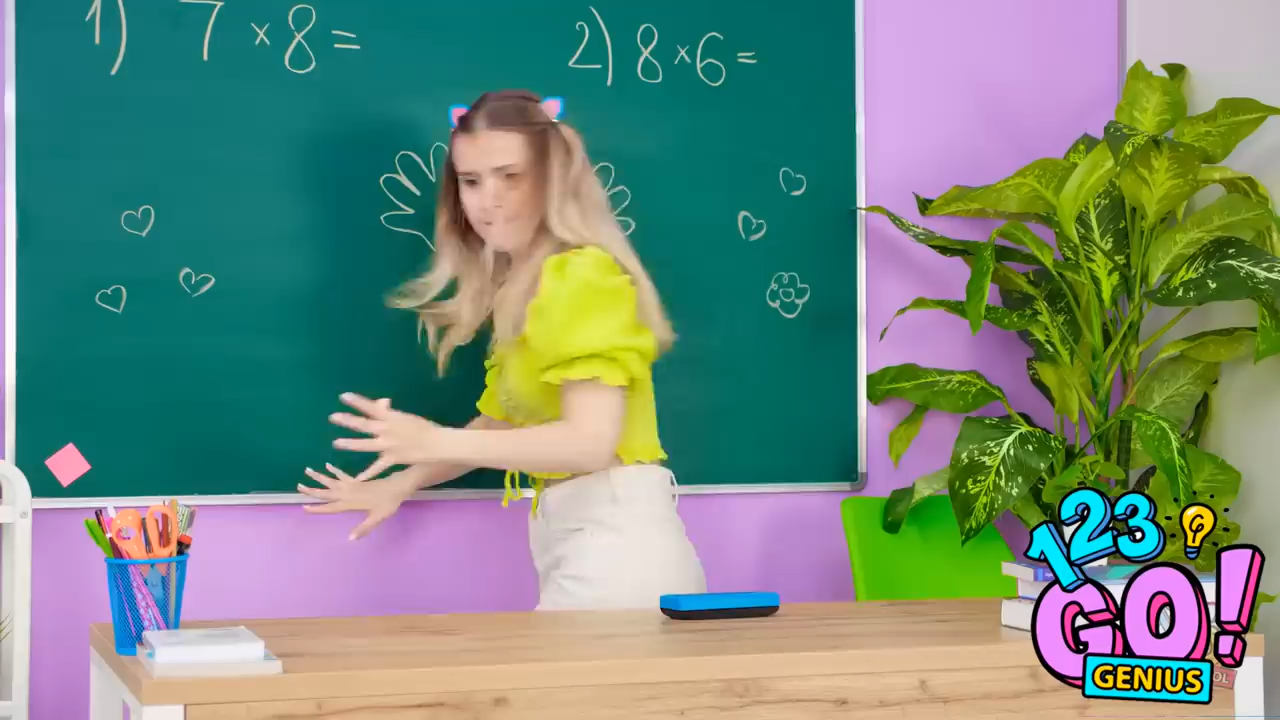 1) 7 × 8 =
2) 8 × 6 =
123
GO!
GENIUS